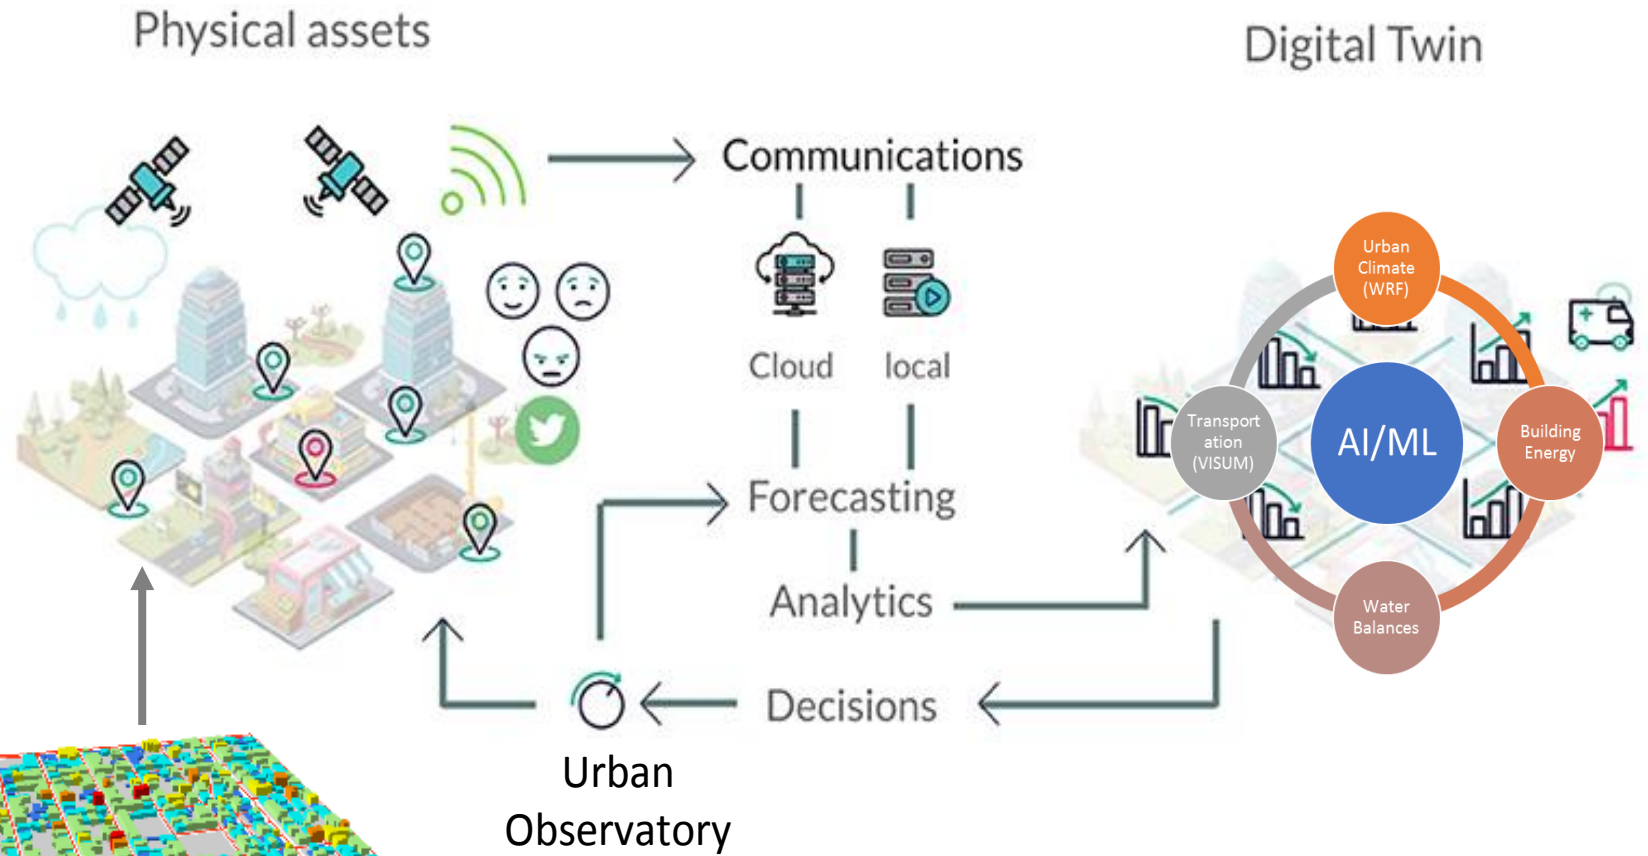 Physical assets
Digital Twin
Communications
Cloud
local
Forecasting
Analytics
Decisions
Urban
Observatory
Urban
Climate
(WRF)
Transport
ation
(VISUM)
AI/ML
Building
Energy
Water
Balances